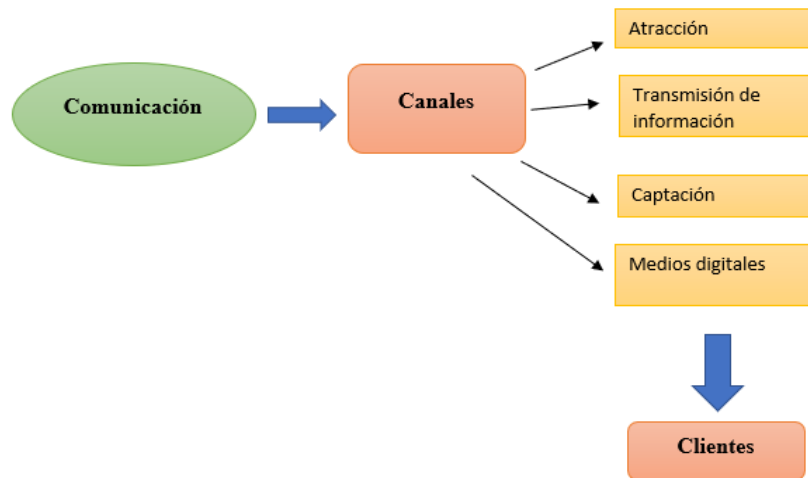 Comunicación
Canales
Atracción
Transmisión de
información
Captación
Medios digitales
Clientes